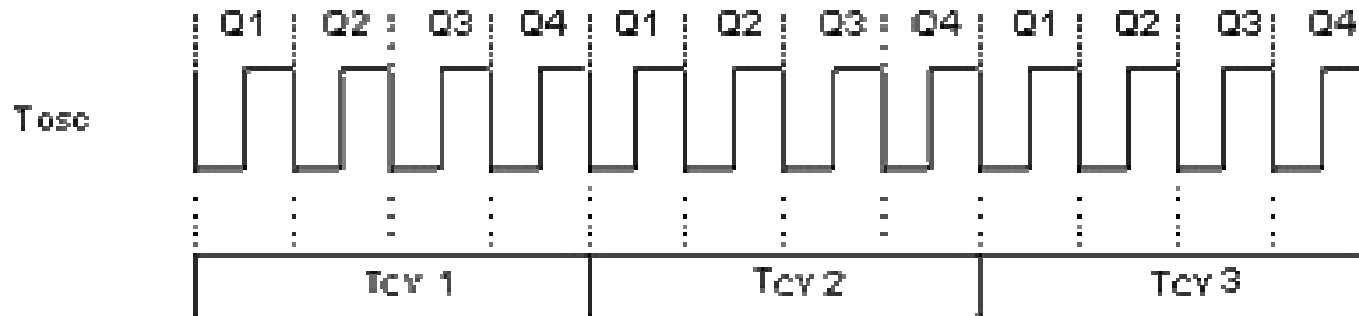 Q1 Q2 Q3 Q4 Q1 Q2 Q3 Q4 Q1 Q2 Q3 Q4
Tosc
TCY 1 TCY 2 TCY 3